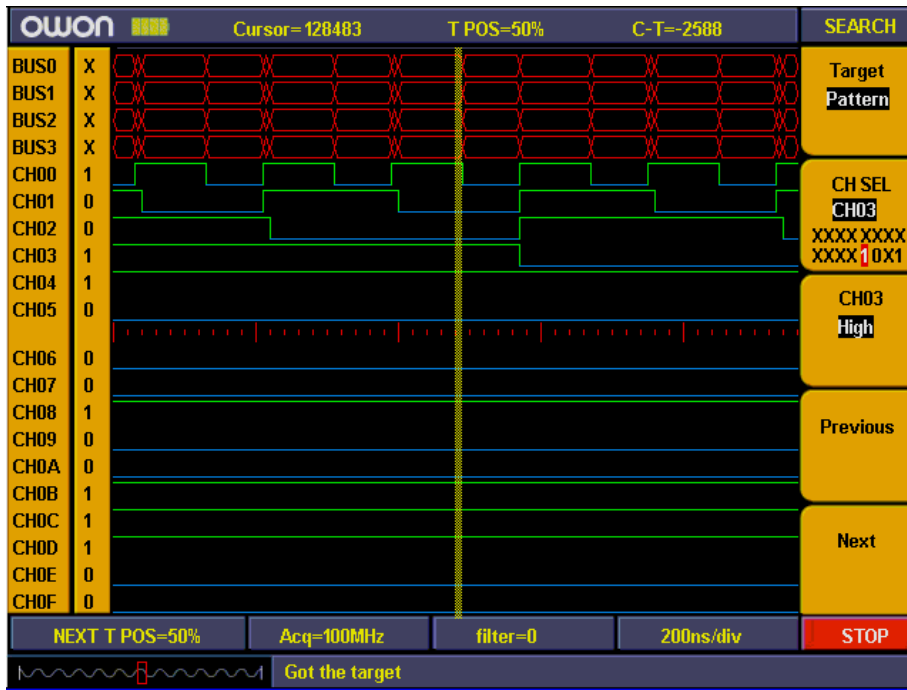 owon Cursor=128483 T POS=50% C-T=-2588 SEARCH
BUS0 X
BUS1 X
BUS2 X
BUS3 X
CH00 1
CH01 0
CH02 0
CH03 1
CH04 1
CH05 0
CH06 0
CH07 0
CH08 1
CH09 0
CH0A 0
CH0B 1
CH0C 1
CH0D 1
CH0E 0
CH0F 0
Target
Pattern
CH SEL
CH03
XXXX XXXX
XXXX 1 0X1
CH03
High
Previous
Next
NEXT T POS=50% Acq=100MHz filter=0 200ns/div STOP
Got the target